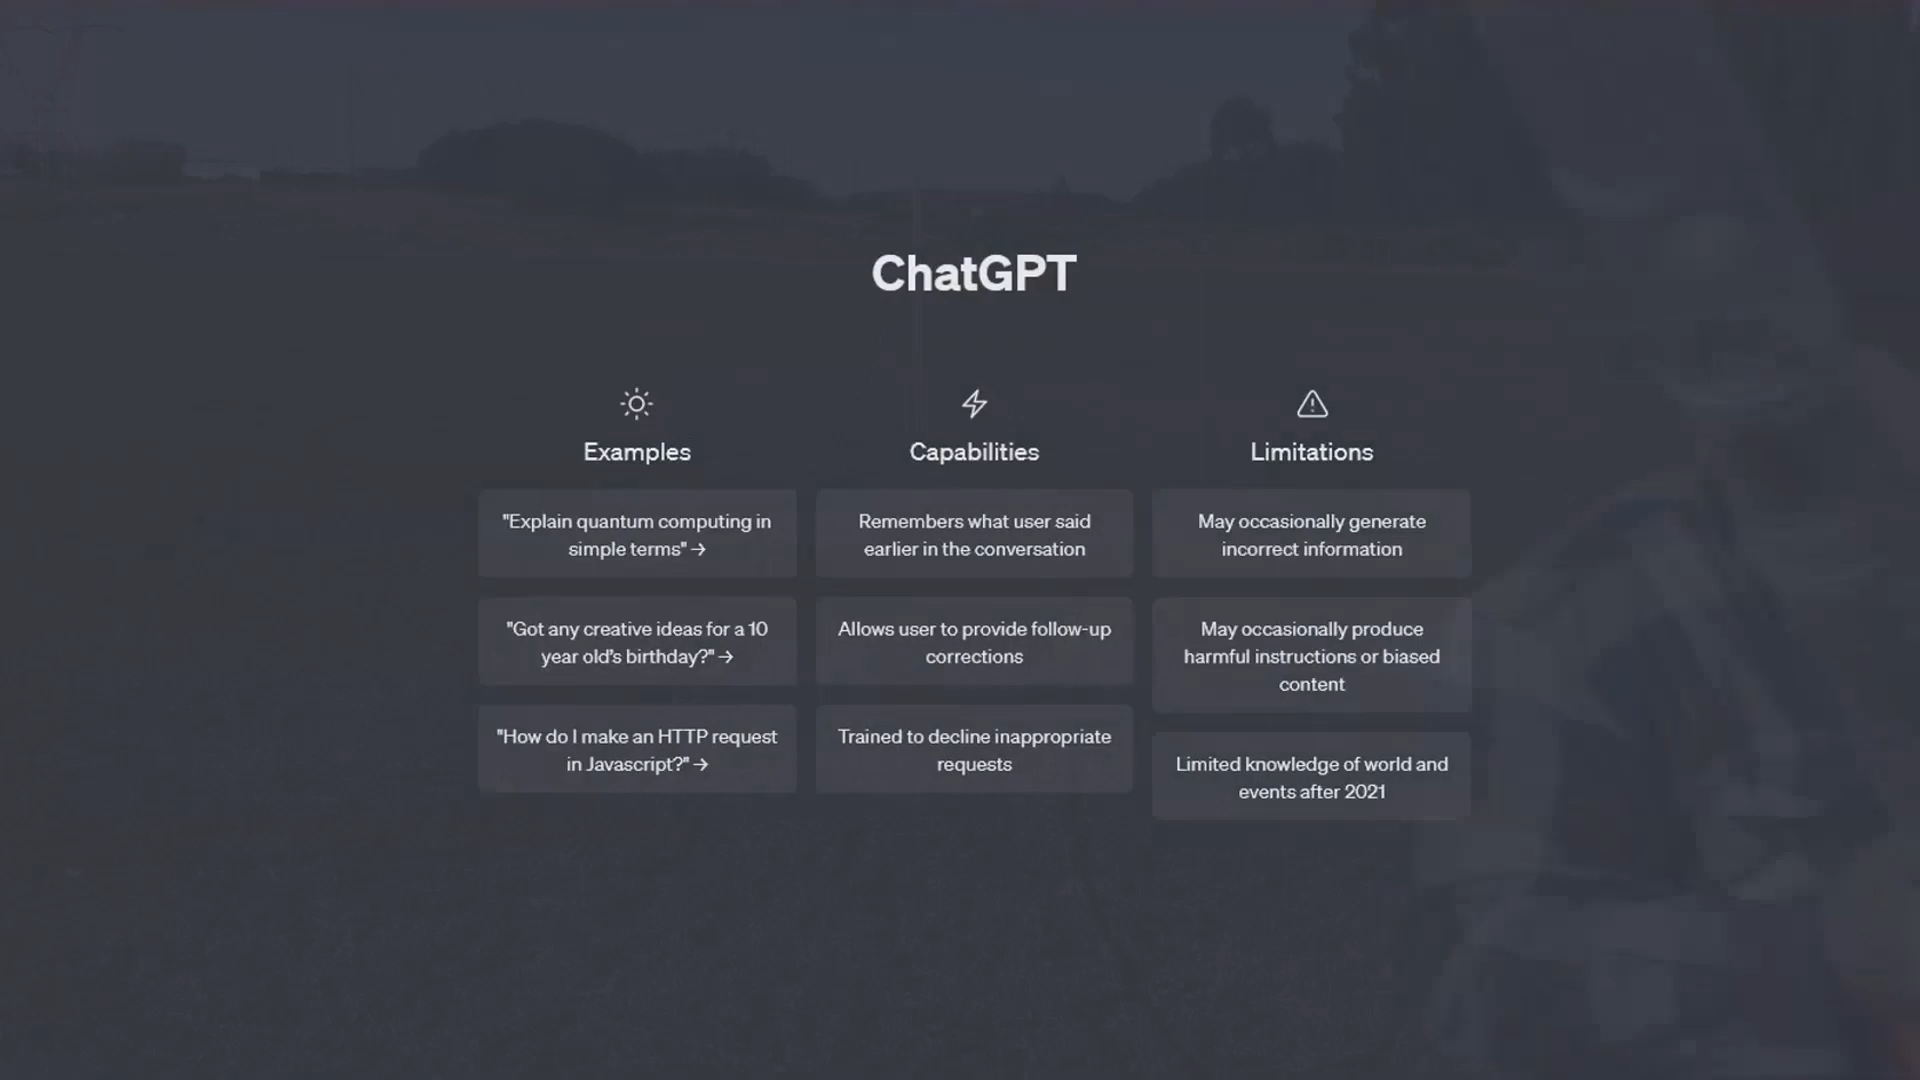 ChatGPT
Examples
"Explain quantum computing in
simple terms" →
"Got any creative ideas for a 10
year old's birthday?" →
"How do I make an HTTP request
in Javascript?" →
Capabilities
Remembers what user said
earlier in the conversation
Allows user to provide follow-up
corrections
Trained to decline inappropriate
requests
Limitations
May occasionally generate
incorrect information
May occasionally produce
harmful instructions or biased
content
Limited knowledge of world and
events after 2021